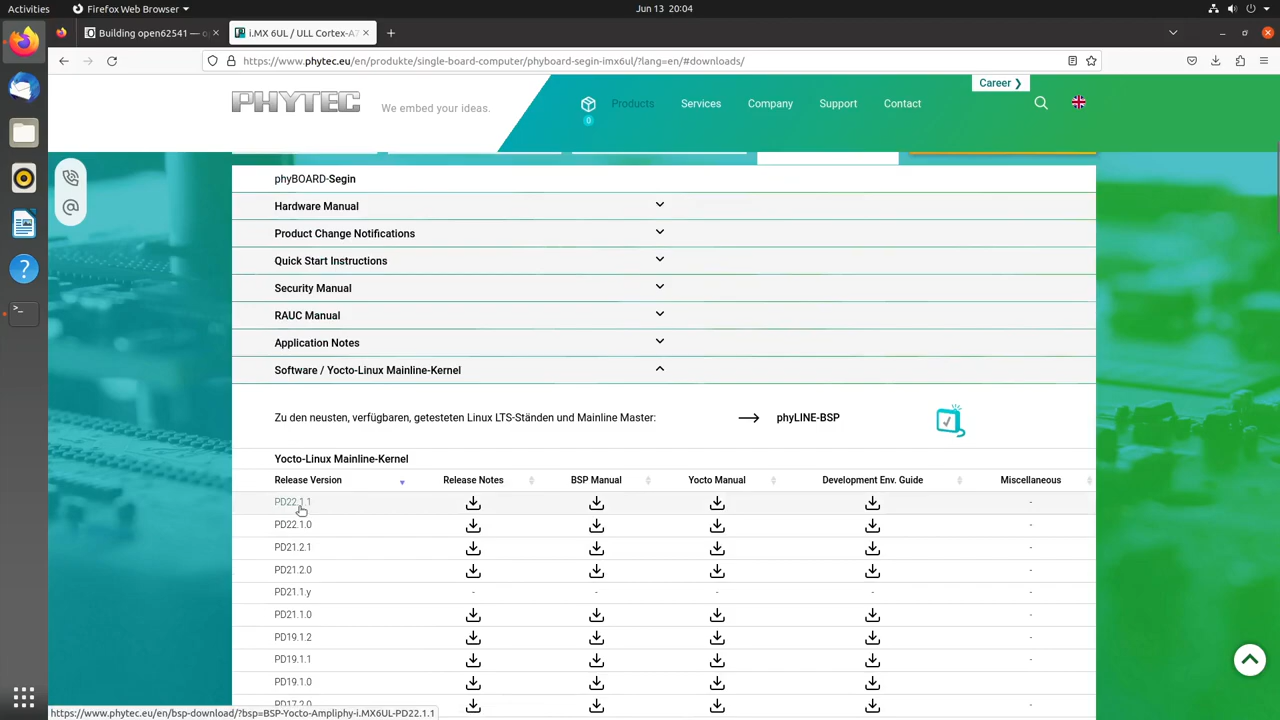 Activities
Firefox Web Browser
Jun 13 20:04
Building open62541 — o
i.MX 6UL / ULL Cortex-A7
https://www.phytec.eu/en/produkte/single-board-computer/phyboard-segin-imx6ul/?lang=en/#downloads/
Career ❯
PHYTEC
We embed your ideas.
0
Products
Services
Company
Support
Contact
phyBOARD-Segin
Hardware Manual
Product Change Notifications
Quick Start Instructions
Security Manual
RAUC Manual
Application Notes
Software / Yocto-Linux Mainline-Kernel
Zu den neusten, verfügbaren, getesteten Linux LTS-Ständen und Mainline Master: → phyLINE-BSP
Yocto-Linux Mainline-Kernel
Release Version Release Notes BSP Manual Yocto Manual Development Env. Guide Miscellaneous
PD22.1.1 -
PD22.1.0 -
PD21.2.1 -
PD21.2.0 -
PD21.1.y - - - - -
PD21.1.0 -
PD19.1.2 -
PD19.1.1 -
PD19.1.0 -
PD17.2.0 -
https://www.phytec.eu/en/bsp-download/?bsp=BSP-Yocto-Ampliphy-i.MX6UL-PD22.1.1